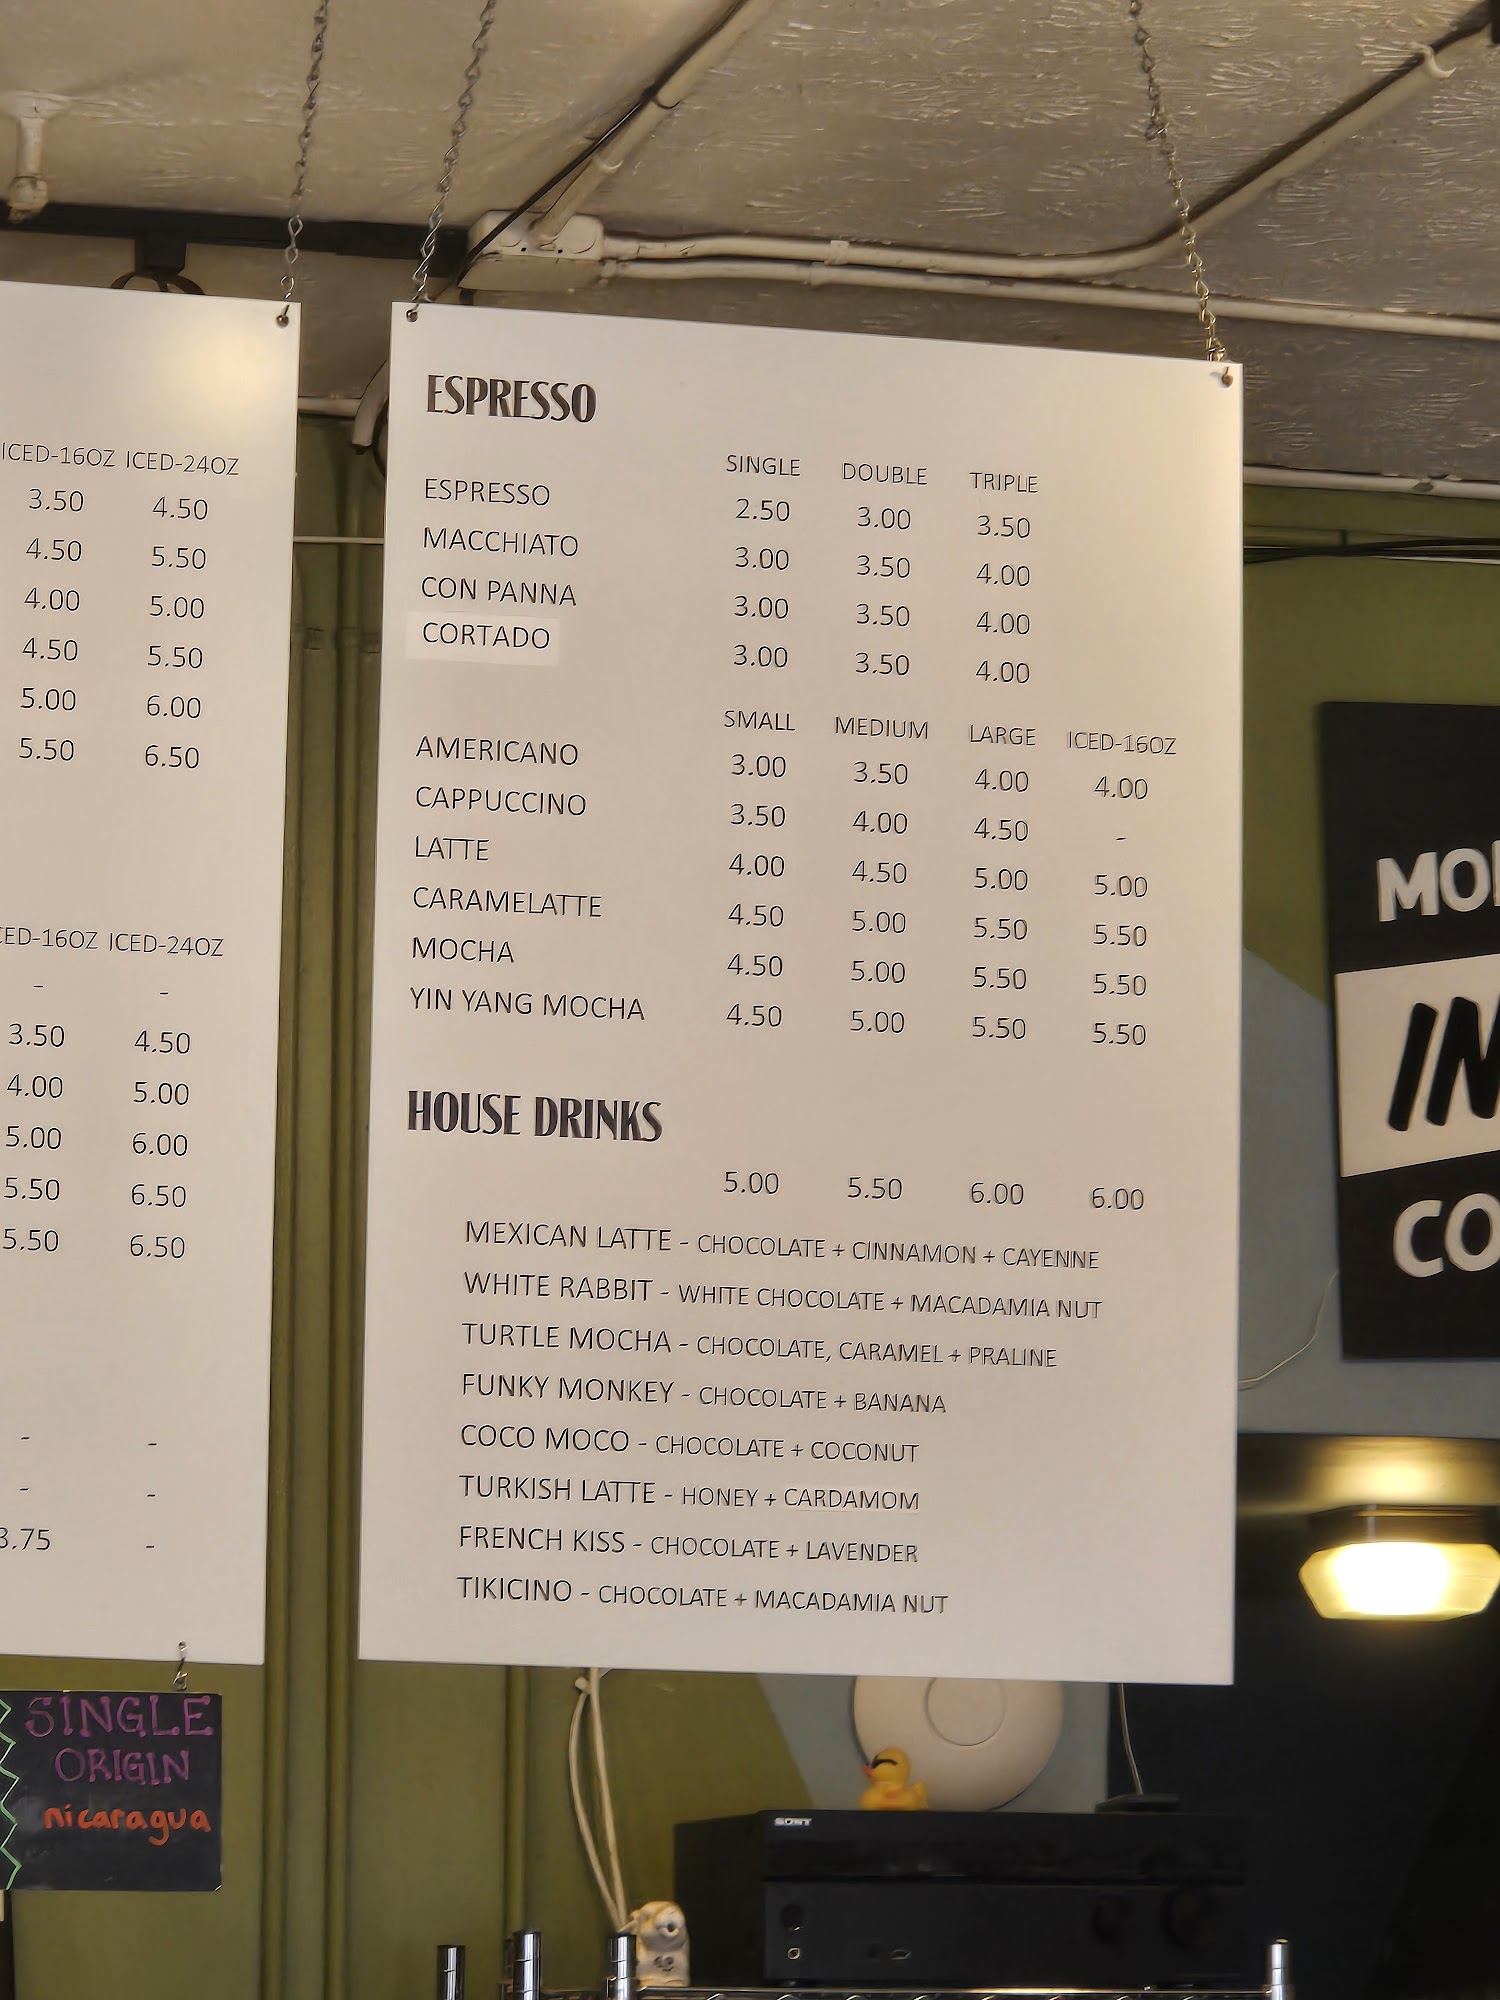 ICED-16OZ ICED-24OZ
3.50 4.50
4.50 5.50
4.00 5.00
4.50 5.50
5.00 6.00
5.50 6.50
ICED-24OZ
- -
3.50 4.50
4.00 5.00
5.00 6.00
5.50 6.50
5.50 6.50
- -
- -
3.75 -
SINGLE
ORIGIN
nicaragua
ESPRESSO
SINGLE DOUBLE TRIPLE
ESPRESSO 2.50 3.00 3.50
MACCHIATO 3.00 3.50 4.00
CON PANNA 3.00 3.50 4.00
CORTADO 3.00 3.50 4.00
SMALL MEDIUM LARGE ICED-16OZ
AMERICANO 3.00 3.50 4.00 4.00
CAPPUCCINO 3.50 4.00 4.50 -
LATTE 4.00 4.50 5.00 5.00
CARAMELATTE 4.50 5.00 5.50 5.50
MOCHA 4.50 5.00 5.50 5.50
YIN YANG MOCHA 4.50 5.00 5.50 5.50
HOUSE DRINKS
5.00 5.50 6.00 6.00
MEXICAN LATTE - CHOCOLATE + CINNAMON + CAYENNE
WHITE RABBIT - WHITE CHOCOLATE + MACADAMIA NUT
TURTLE MOCHA - CHOCOLATE, CARAMEL + PRALINE
FUNKY MONKEY - CHOCOLATE + BANANA
COCO MOCO - CHOCOLATE + COCONUT
TURKISH LATTE - HONEY + CARDAMOM
FRENCH KISS - CHOCOLATE + LAVENDER
TIKICINO - CHOCOLATE + MACADAMIA NUT
SONY